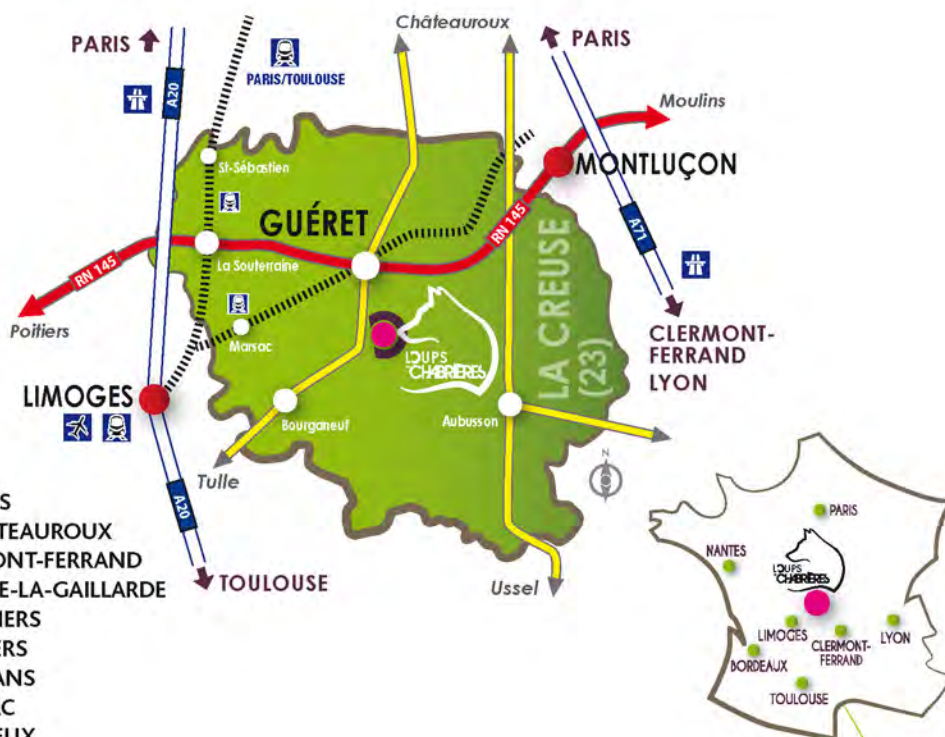 Châteauroux
PARIS
A20
PARIS/TOULOUSE
PARIS
Moulins
St-Sébastien
MONTLUÇON
GUÉRET
RN 145
A71
RN 145
La Souterraine
LA CREUSE
(23)
Poitiers
Marsac
LOUPS
CHABRIÈRES
CLERMONT-
FERRAND
LYON
LIMOGES
Bourganeuf
Aubusson
N
Tulle
A20
TOULOUSE
Ussel
S
TEAUROUX
ONT-FERRAND
E-LA-GAILLARDE
IERS
ERS
ANS
C
EUX
PARIS
NANTES
LOUPS
CHABRIÈRES
LIMOGES
CLERMONT-
FERRAND
LYON
BORDEAUX
TOULOUSE